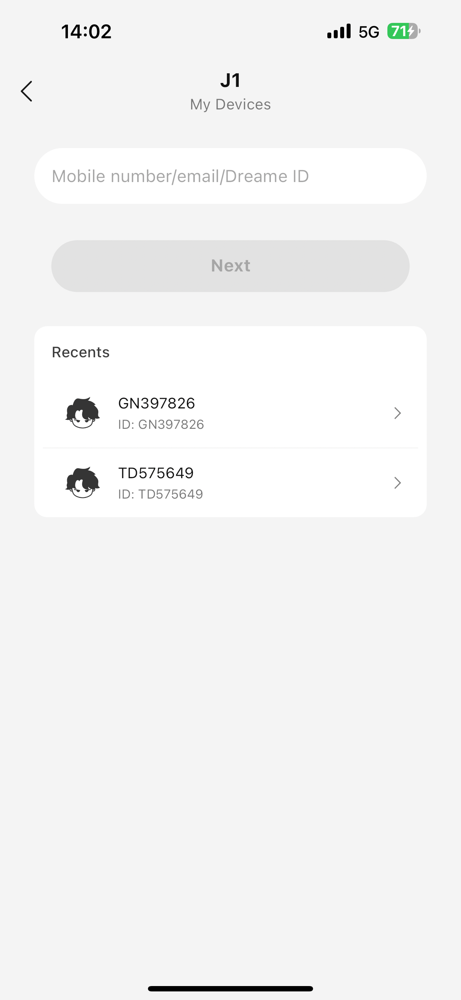 14:02
5G 71
J1
My Devices
Mobile number/email/Dreame ID
Next
Recents
GN397826
ID: GN397826
TD575649
ID: TD575649